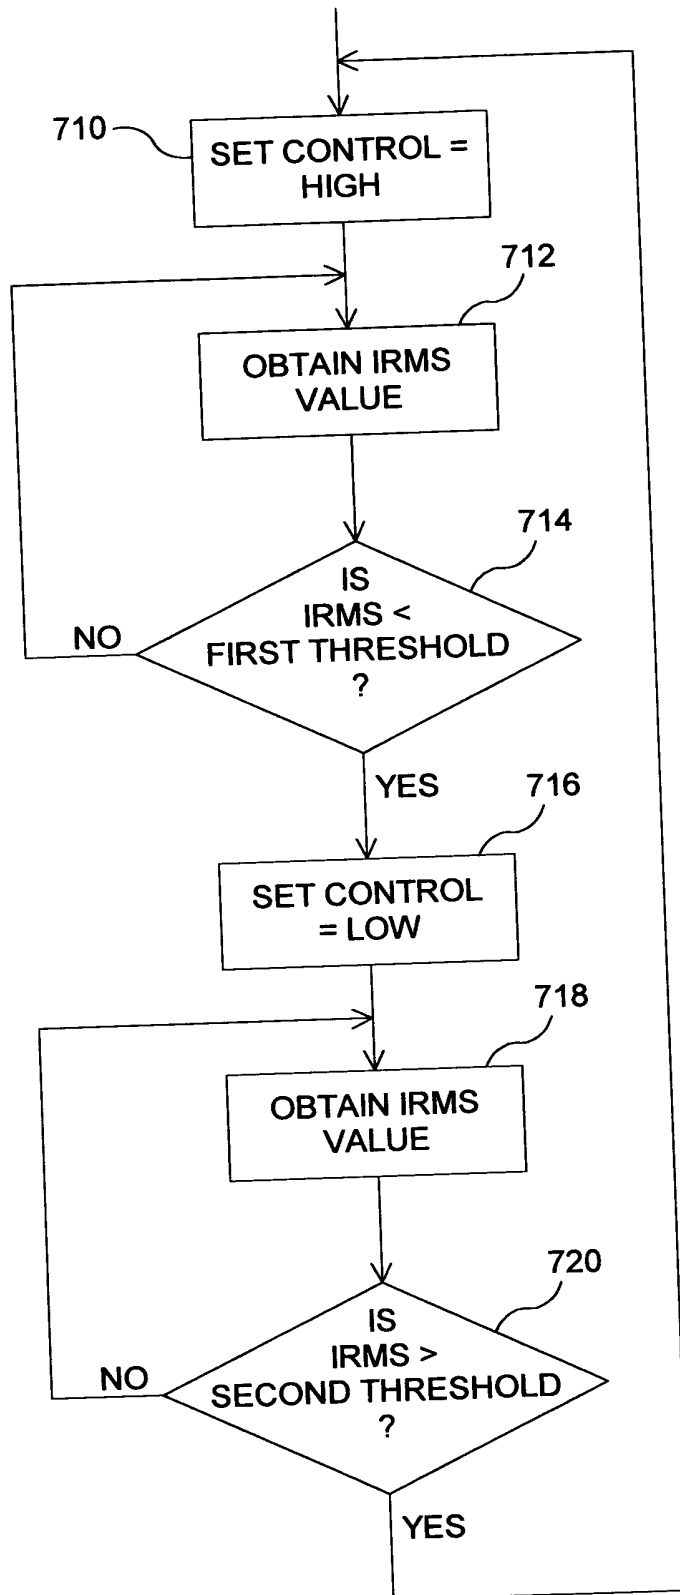 710
SET CONTROL =
HIGH
712
OBTAIN IRMS
VALUE
714
IS
IRMS <
FIRST THRESHOLD
?
NO
YES
716
SET CONTROL
= LOW
718
OBTAIN IRMS
VALUE
720
IS
IRMS >
SECOND THRESHOLD
?
NO
YES